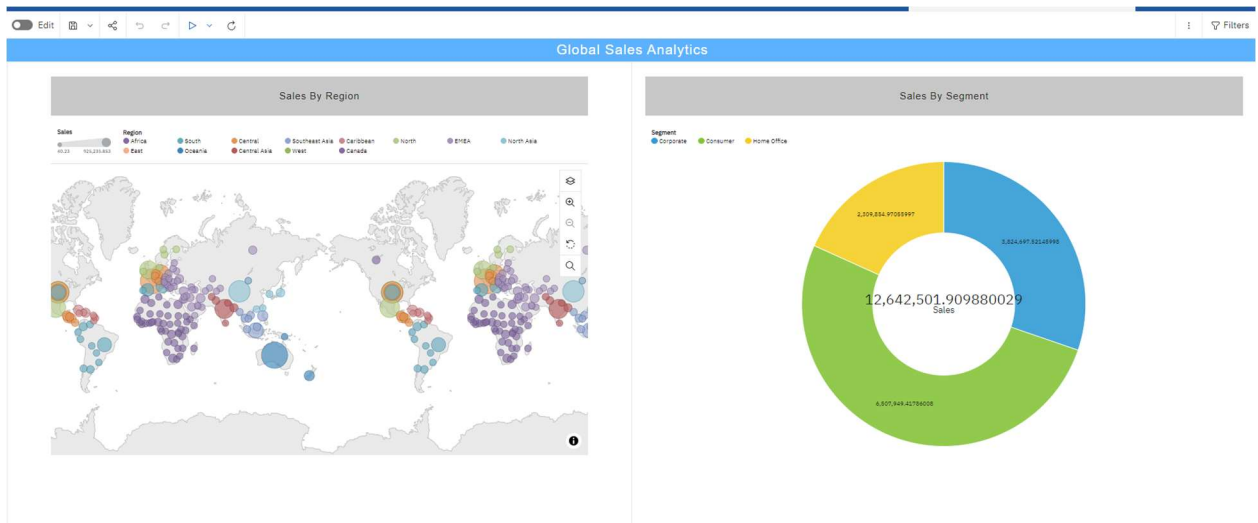 Edit
Filters
Global Sales Analytics
Sales By Region
Sales
Region
Africa South Central Southeast Asia Caribbean North EMEA North Asia
East Oceania Central Asia West Canada
Sales By Segment
Segment
Corporate Consumer Home Office
12,642,501.909880029
Sales